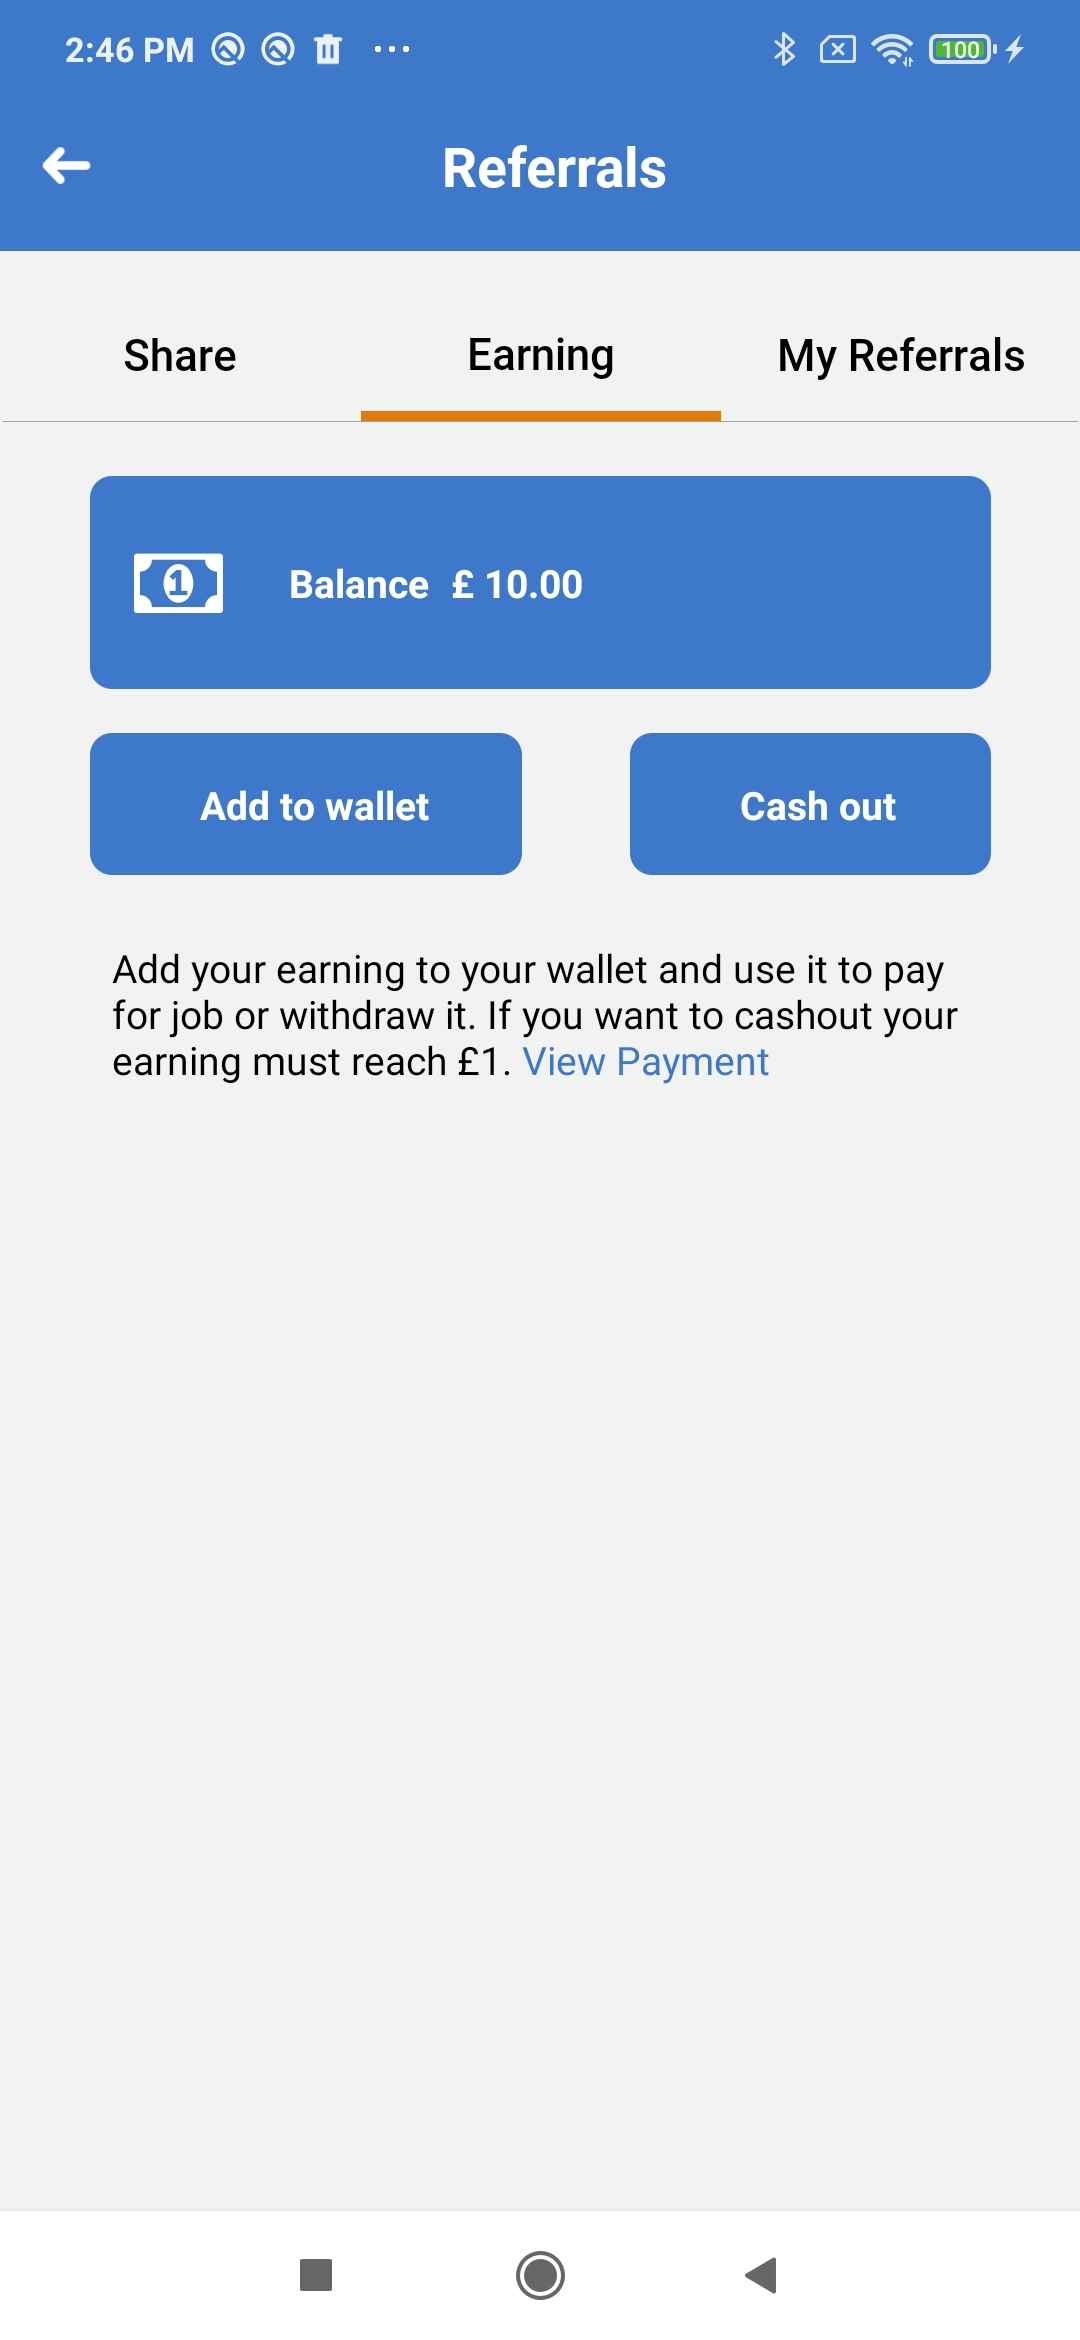 2:46 PM ... 100
Referrals
Share Earning My Referrals
1 Balance £ 10.00
Add to wallet Cash out
Add your earning to your wallet and use it to pay
for job or withdraw it. If you want to cashout your
earning must reach £1. View Payment